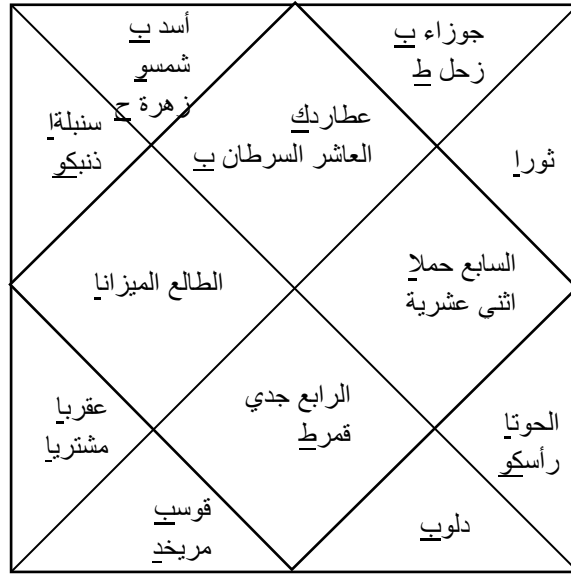 جوزاء ب
زحل ط
أسد ب
شمسو
زهرة ح
عطاردك
العاشر السرطان ب
سنبلةا
ذنبكو
ثورا
السابع حملا
اثني عشرية
الطالع الميزانا
الرابع جدي
قمرط
عقربا
مشتريا
الحوتا
رأسكو
قوسب
مريخد
دلوب